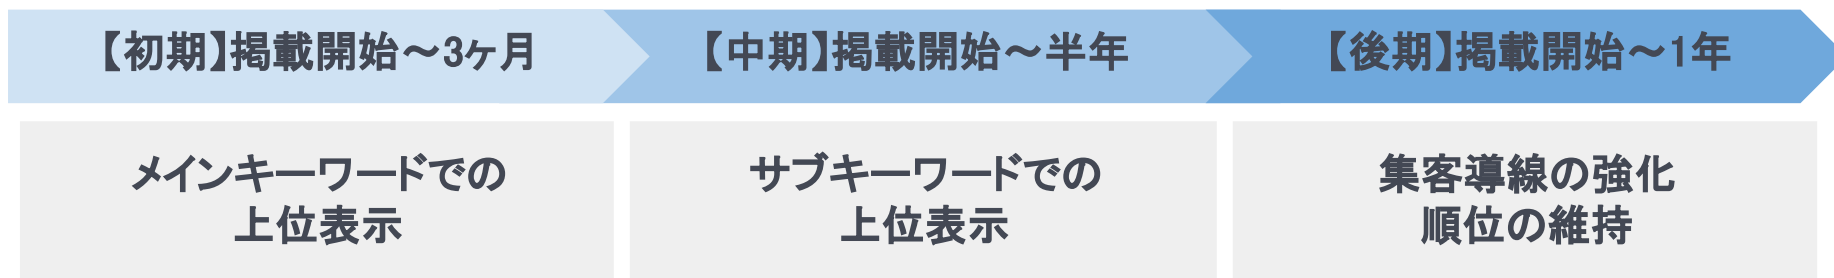 【初期】掲載開始～3ヶ月
【中期】掲載開始～半年
【後期】掲載開始～1年
メインキーワードでの
上位表示
サブキーワードでの
上位表示
集客導線の強化
順位の維持